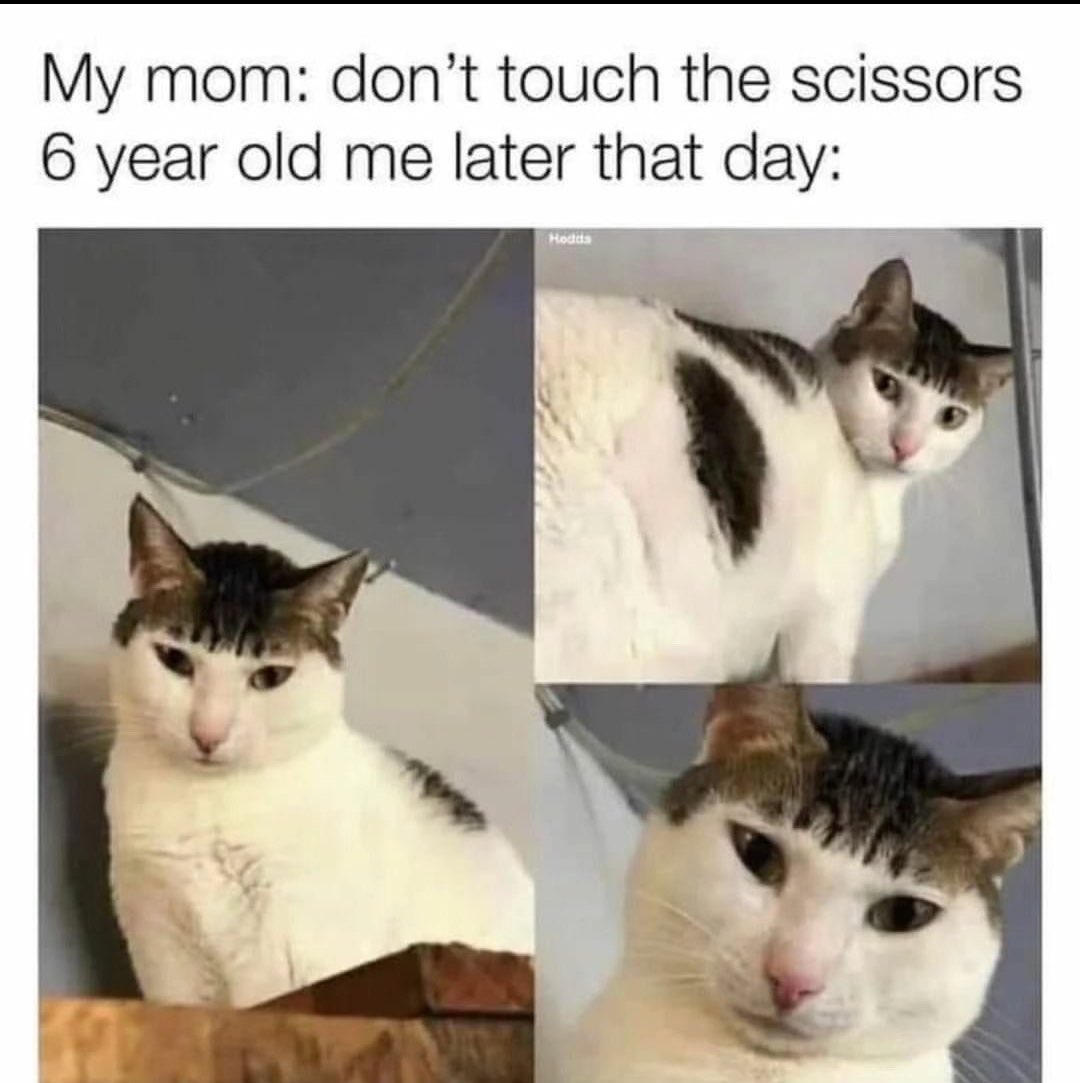 My mom: don’t touch the scissors
6 year old me later that day:
Hedda